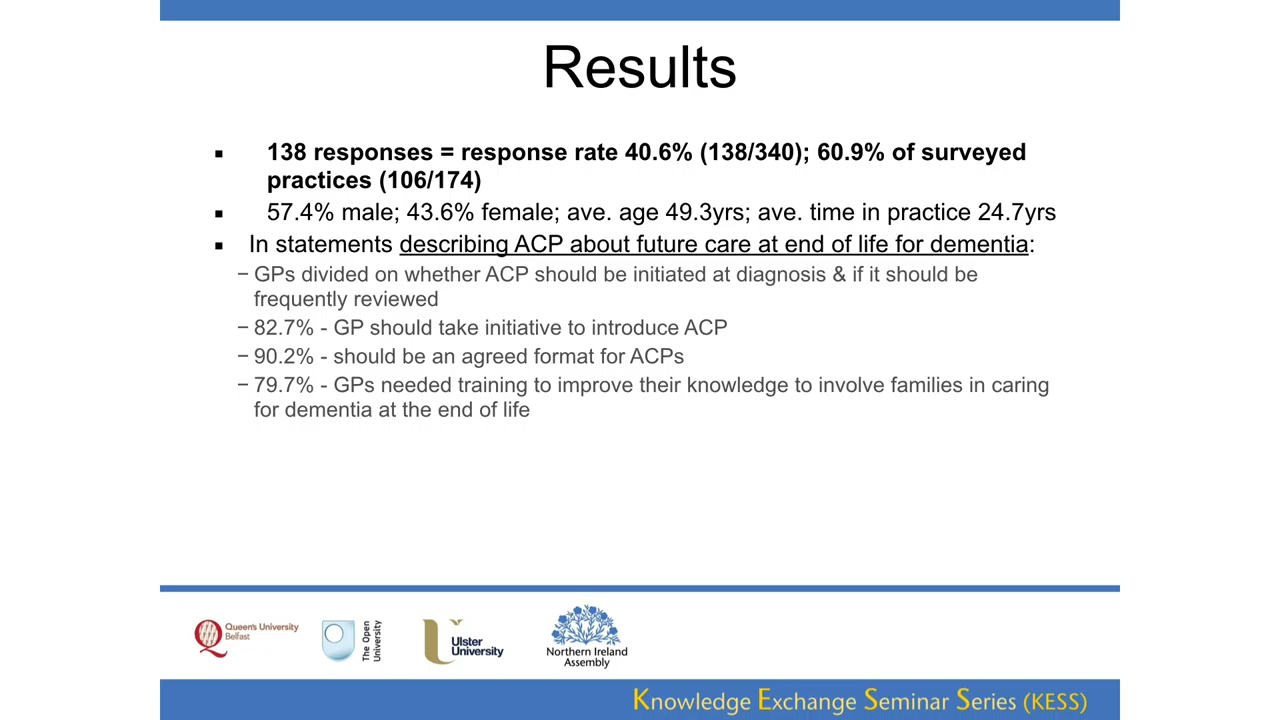 Results
▪ 138 responses = response rate 40.6% (138/340); 60.9% of surveyed
practices (106/174)
▪ 57.4% male; 43.6% female; ave. age 49.3yrs; ave. time in practice 24.7yrs
▪ In statements describing ACP about future care at end of life for dementia:
− GPs divided on whether ACP should be initiated at diagnosis & if it should be
frequently reviewed
− 82.7% - GP should take initiative to introduce ACP
− 90.2% - should be an agreed format for ACPs
− 79.7% - GPs needed training to improve their knowledge to involve families in caring
for dementia at the end of life
Queen's University
Belfast
The Open
University
Ulster
University
Northern Ireland
Assembly
Knowledge Exchange Seminar Series (KESS)